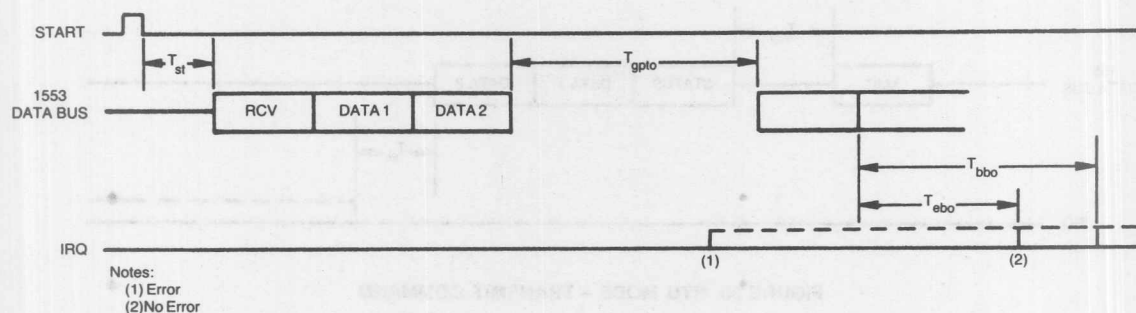 START
T_st
T_gpto
1553
DATA BUS
RCV DATA 1 DATA 2
T_bbo
T_ebo
IRQ
(1) (2)
Notes:
(1) Error
(2)No Error